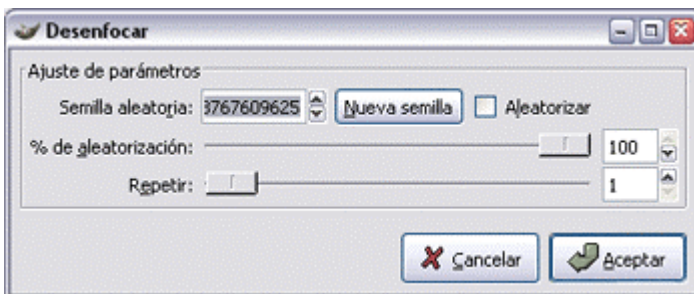 Desenfocar
Ajuste de parámetros
Semilla aleatoria: 3767609625 Nueva semilla Aleatorizar
% de aleatorización: 100
Repetir: 1
Cancelar Aceptar